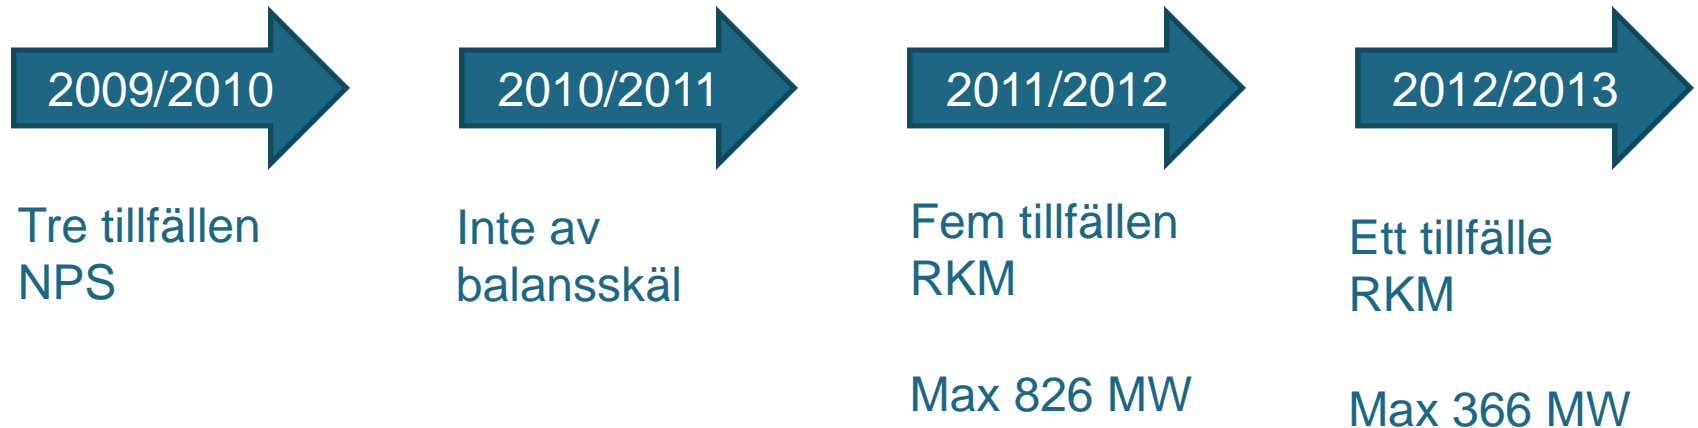 2009/2010
Tre tillfällen
NPS
2010/2011
Inte av
balansskäl
2011/2012
Fem tillfällen
RKM
Max 826 MW
2012/2013
Ett tillfälle
RKM
Max 366 MW